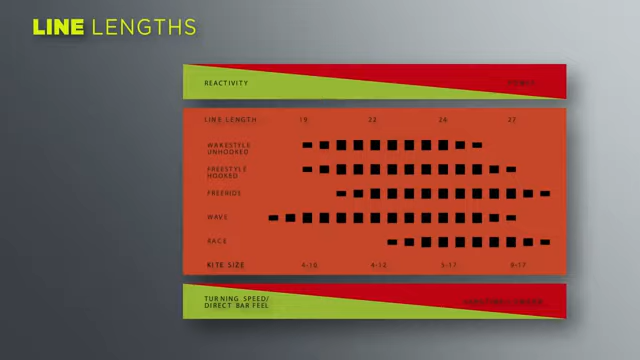 LINE LENGTHS
REACTIVITY POWER
LINE LENGTH 19 22 24 27
WAKESTYLE
UNHOOKED
FREESTYLE
HOOKED
FREERIDE
WAVE
RACE
KITE SIZE 4-10 4-12 5-17 9-17
TURNING SPEED/
DIRECT BAR FEEL